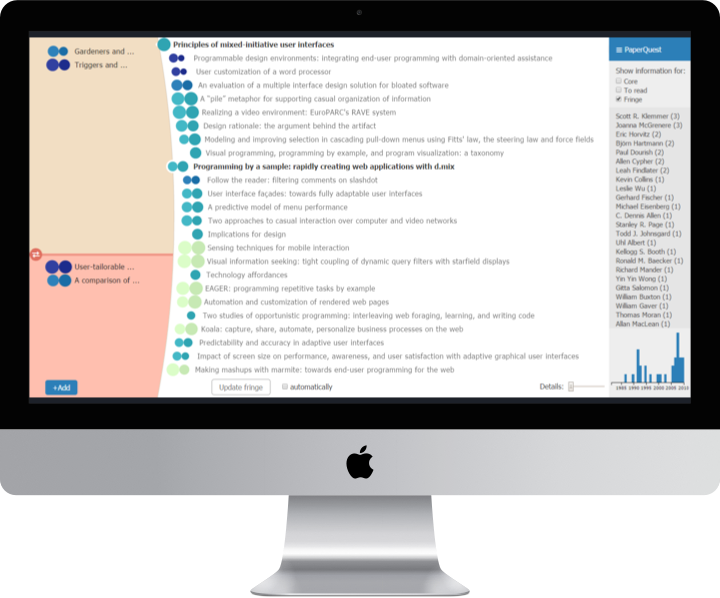 Gardeners and ...
Triggers and ...
User-tailorable ...
A comparison of ...
+Add
Principles of mixed-initiative user interfaces
Programmable design environments: integrating end-user programming with domain-oriented assistance
User customization of a word processor
An evaluation of a multiple interface design solution for bloated software
A "pile" metaphor for supporting casual organization of information
Realizing a video environment: EuroPARC's RAVE system
Design rationale: the argument behind the artifact
Modeling and improving selection in cascading pull-down menus using Fitts' law, the steering law and force fields
Visual programming, programming by example, and program visualization: a taxonomy
Programming by a sample: rapidly creating web applications with d.mix
Follow the reader: filtering comments on slashdot
User interface façades: towards fully adaptable user interfaces
A predictive model of menu performance
Two approaches to casual interaction over computer and video networks
Implications for design
Sensing techniques for mobile interaction
Visual information seeking: tight coupling of dynamic query filters with starfield displays
Technology affordances
EAGER: programming repetitive tasks by example
Automation and customization of rendered web pages
Two studies of opportunistic programming: interleaving web foraging, learning, and writing code
Koala: capture, share, automate, personalize business processes on the web
Predictability and accuracy in adaptive user interfaces
Impact of screen size on performance, awareness, and user satisfaction with adaptive graphical user interfaces
Making mashups with marmite: towards end-user programming for the web
Update fringe
automatically
Details:
PaperQuest
Show information for:
Core
To read
Fringe
Scott R. Klemmer (3)
Joanna McGrenere (3)
Eric Horvitz (2)
Björn Hartmann (2)
Paul Dourish (2)
Allen Cypher (2)
Leah Findlater (2)
Kevin Collins (1)
Leslie Wu (1)
Gerhard Fischer (1)
Michael Eisenberg (1)
C. Dennis Allen (1)
Stanley R. Page (1)
Todd J. Johnsgard (1)
Uhl Albert (1)
Kellogg S. Booth (1)
Ronald M. Baecker (1)
Richard Mander (1)
Yin Yin Wong (1)
Gitta Salomon (1)
William Buxton (1)
William Gaver (1)
Thomas Moran (1)
Allan MacLean (1)
1985 1990 1995 2000 2005 2010